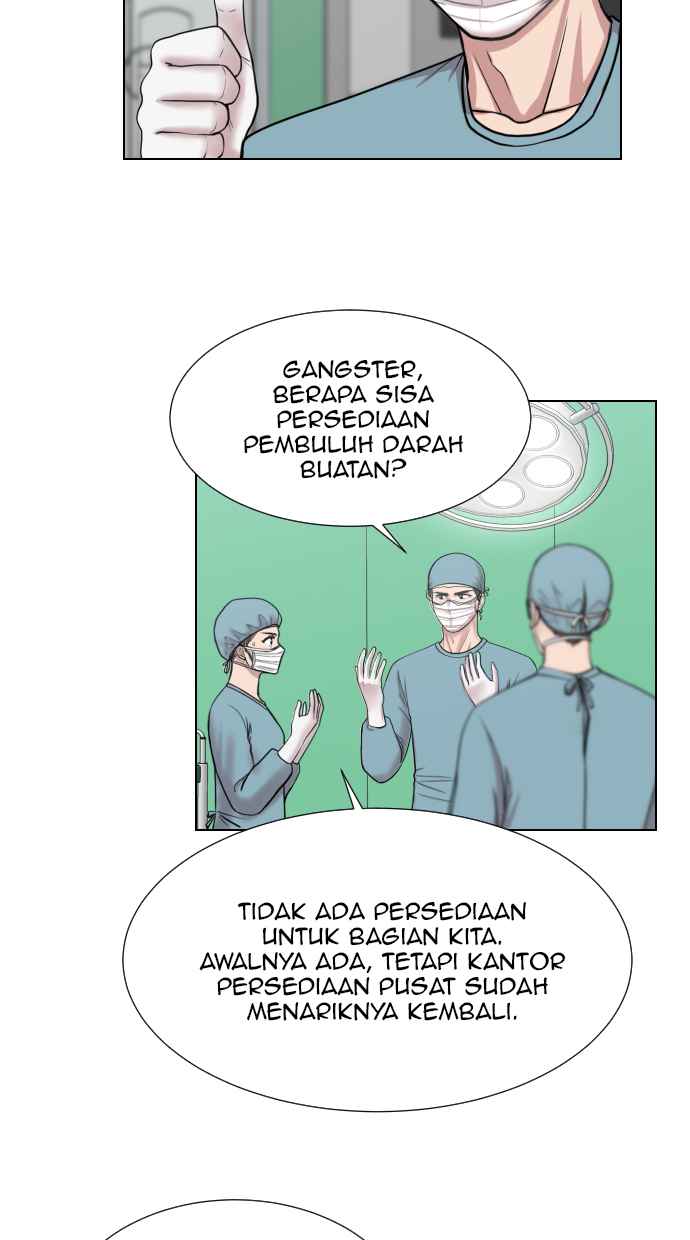 GANGSTER,
BERAPA SISA
PERSEDIAAN
PEMBULUH DARAH
BUATAN?
TIDAK ADA PERSEDIAAN
UNTUK BAGIAN KITA.
AWALNYA ADA, TETAPI KANTOR
PERSEDIAAN PUSAT SUDAH
MENARIKNYA KEMBALI.